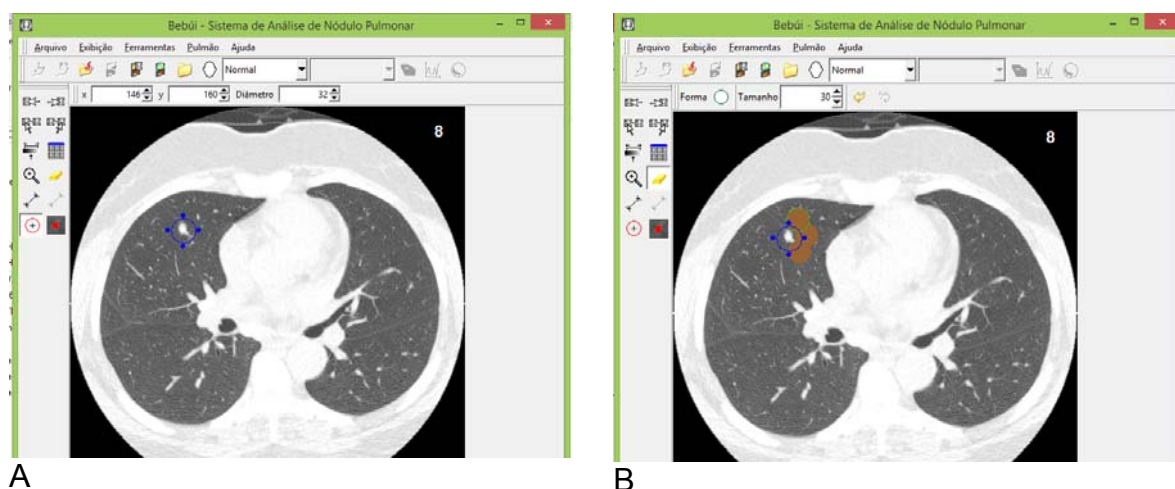 Bebúi - Sistema de Análise de Nódulo Pulmonar
Arquivo Exibição Ferramentas Pulmão Ajuda
Normal
x 146 y 160 Diâmetro 32
8
A
Bebúi - Sistema de Análise de Nódulo Pulmonar
Arquivo Exibição Ferramentas Pulmão Ajuda
Normal
Forma Tamanho 30
8
B